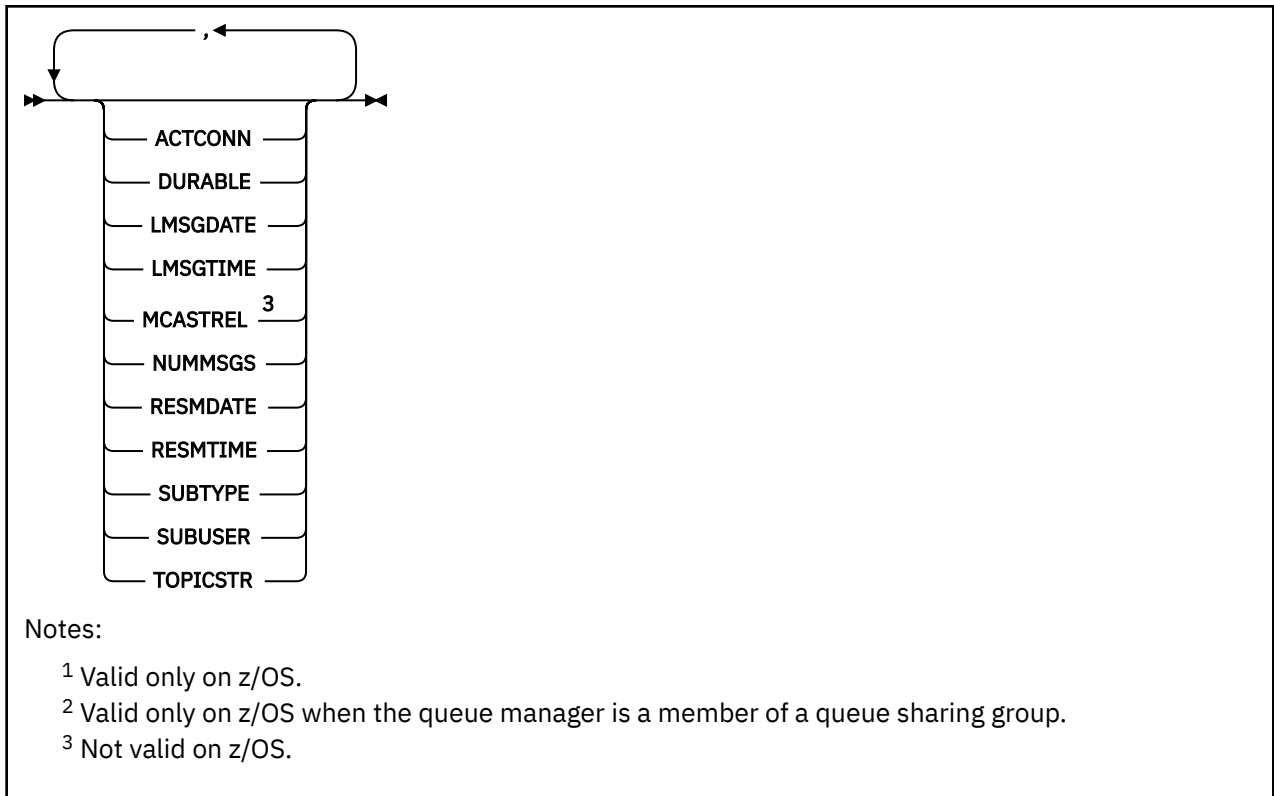 ,
ACTCONN
DURABLE
LMSGDATE
LMSGTIME
MCASTREL 3
NUMMSGS
RESMDATE
RESMTIME
SUBTYPE
SUBUSER
TOPICSTR
Notes:
1 Valid only on z/OS.
2 Valid only on z/OS when the queue manager is a member of a queue sharing group.
3 Not valid on z/OS.